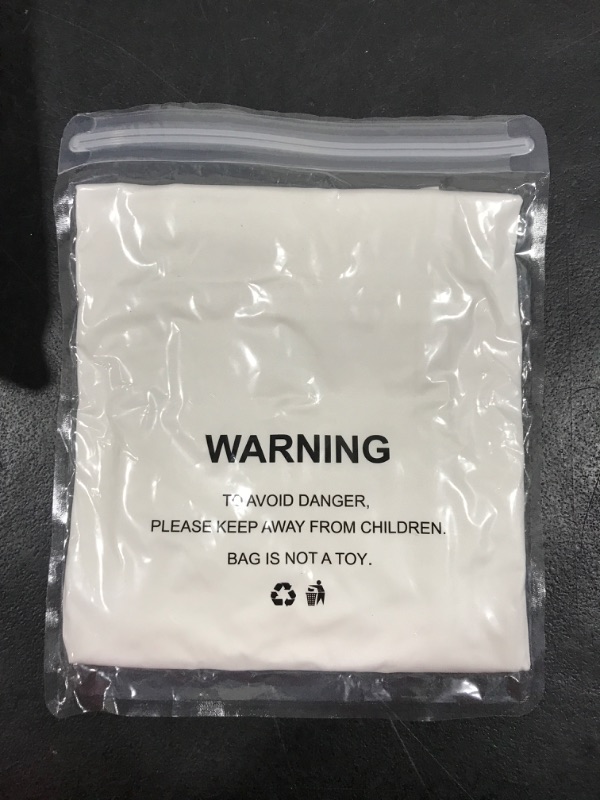 WARNING
TO AVOID DANGER,
PLEASE KEEP AWAY FROM CHILDREN.
BAG IS NOT A TOY.